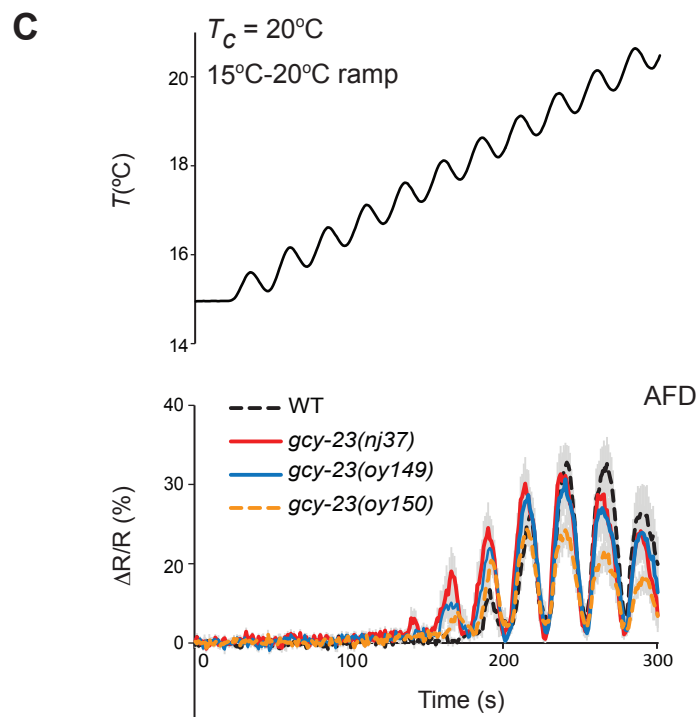 C
T_C = 20°C
15°C-20°C ramp
T(°C)
20
18
16
14
AFD
WT
gcy-23(nj37)
gcy-23(oy149)
gcy-23(oy150)
ΔR/R (%)
40
30
20
10
0
0 100 200 300
Time (s)